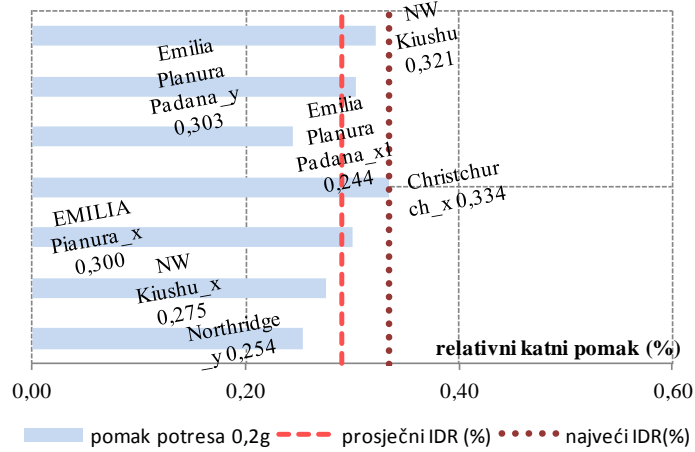 NW
Kiushu
0,321
Emilia
Planura
Padana_y
0,303
Emilia
Planura
Padana_x1
0,244
Christchur
ch_x 0,334
EMILIA
Pianura_x
0,300
NW
Kiushu_x
0,275
Northridge
_y 0,254
relativni katni pomak (%)
0,00 0,20 0,40 0,60
pomak potresa 0,2g prosječni IDR (%) najveći IDR(%)